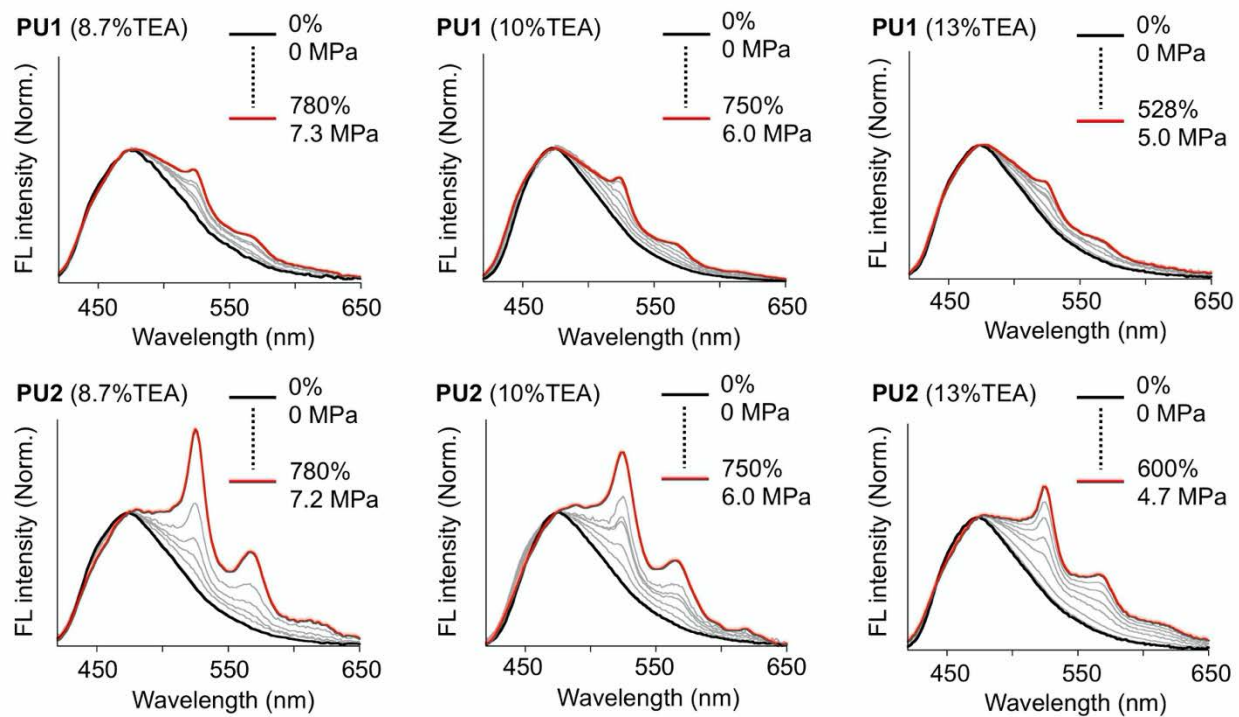 PU1 (8.7%TEA)
0%
0 MPa
780%
7.3 MPa
FL intensity (Norm.)
450
550
650
Wavelength (nm)
PU1 (10%TEA)
0%
0 MPa
750%
6.0 MPa
FL intensity (Norm.)
450
550
650
Wavelength (nm)
PU1 (13%TEA)
0%
0 MPa
528%
5.0 MPa
FL intensity (Norm.)
450
550
650
Wavelength (nm)
PU2 (8.7%TEA)
0%
0 MPa
780%
7.2 MPa
FL intensity (Norm.)
450
550
650
Wavelength (nm)
PU2 (10%TEA)
0%
0 MPa
750%
6.0 MPa
FL intensity (Norm.)
450
550
650
Wavelength (nm)
PU2 (13%TEA)
0%
0 MPa
600%
4.7 MPa
FL intensity (Norm.)
450
550
650
Wavelength (nm)